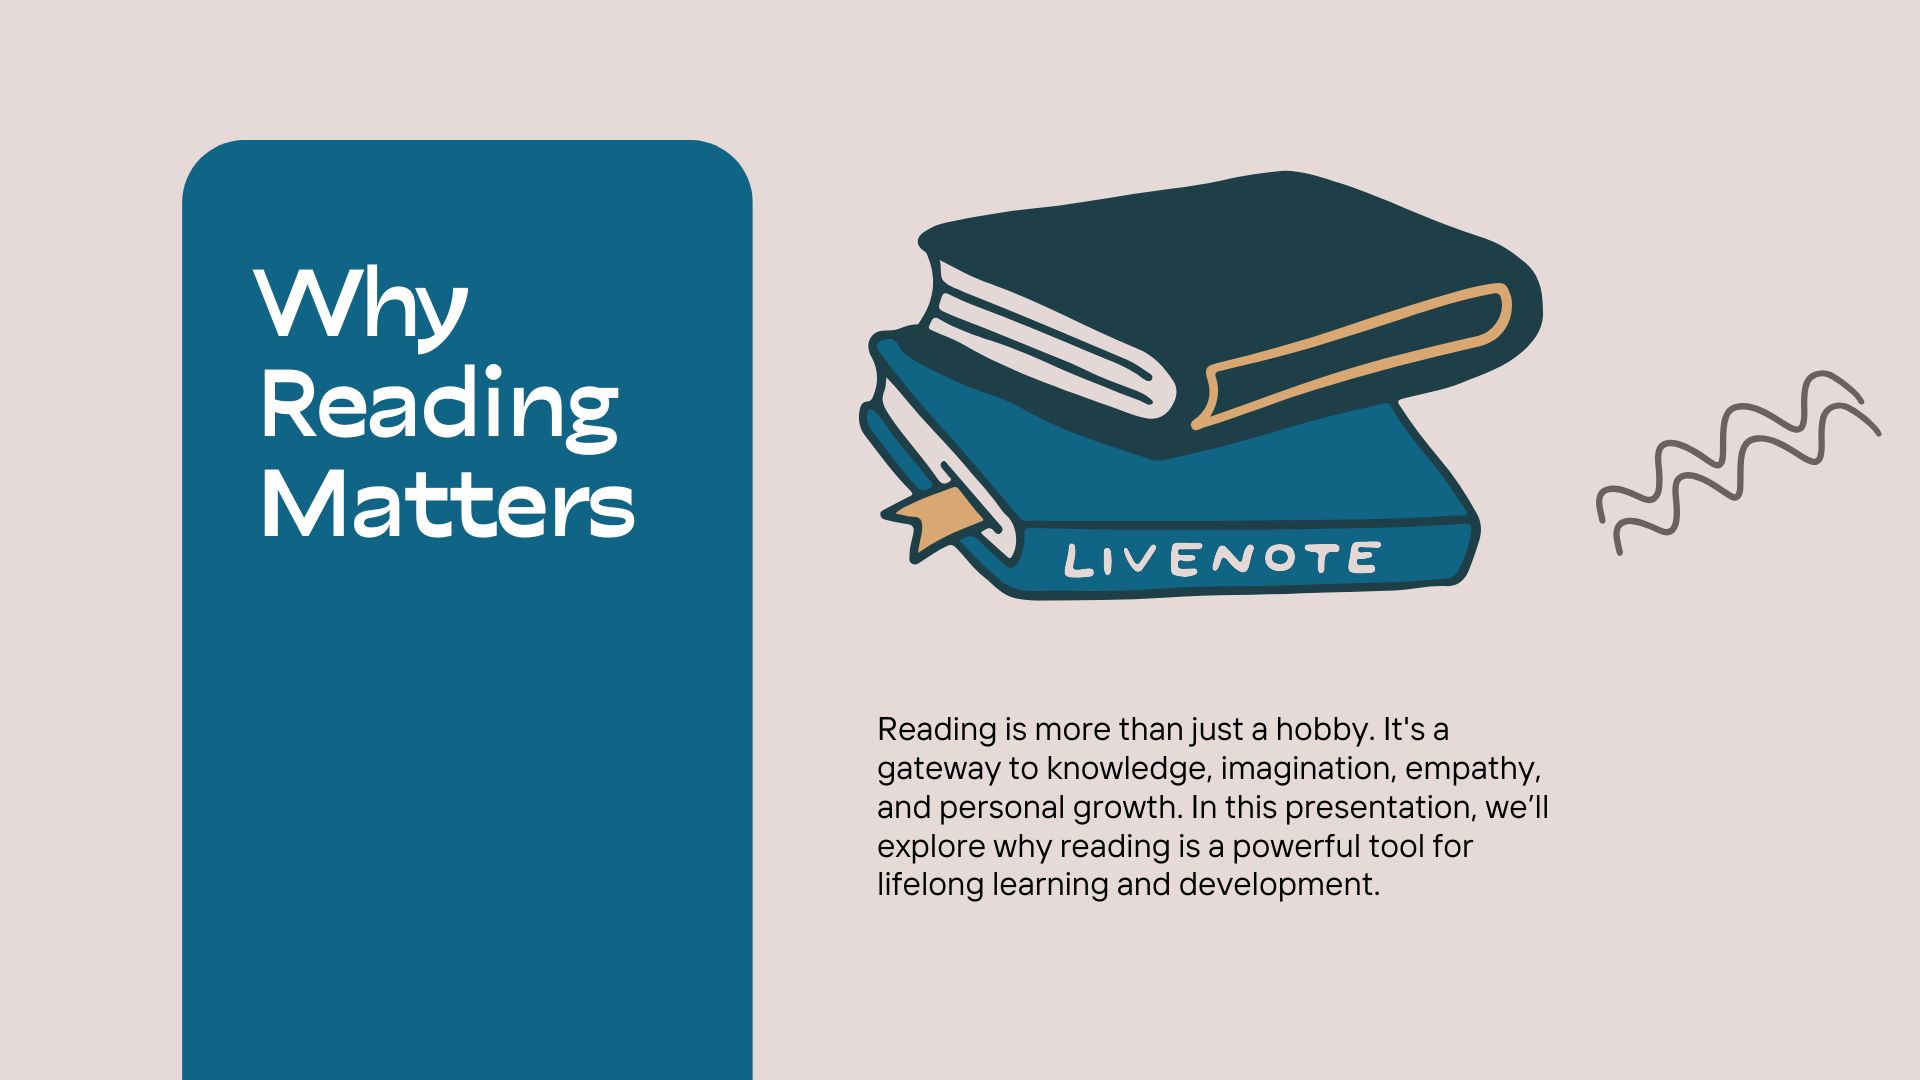 Why
Reading
Matters
LIVENOTE
Reading is more than just a hobby. It's a
gateway to knowledge, imagination, empathy,
and personal growth. In this presentation, we’ll
explore why reading is a powerful tool for
lifelong learning and development.